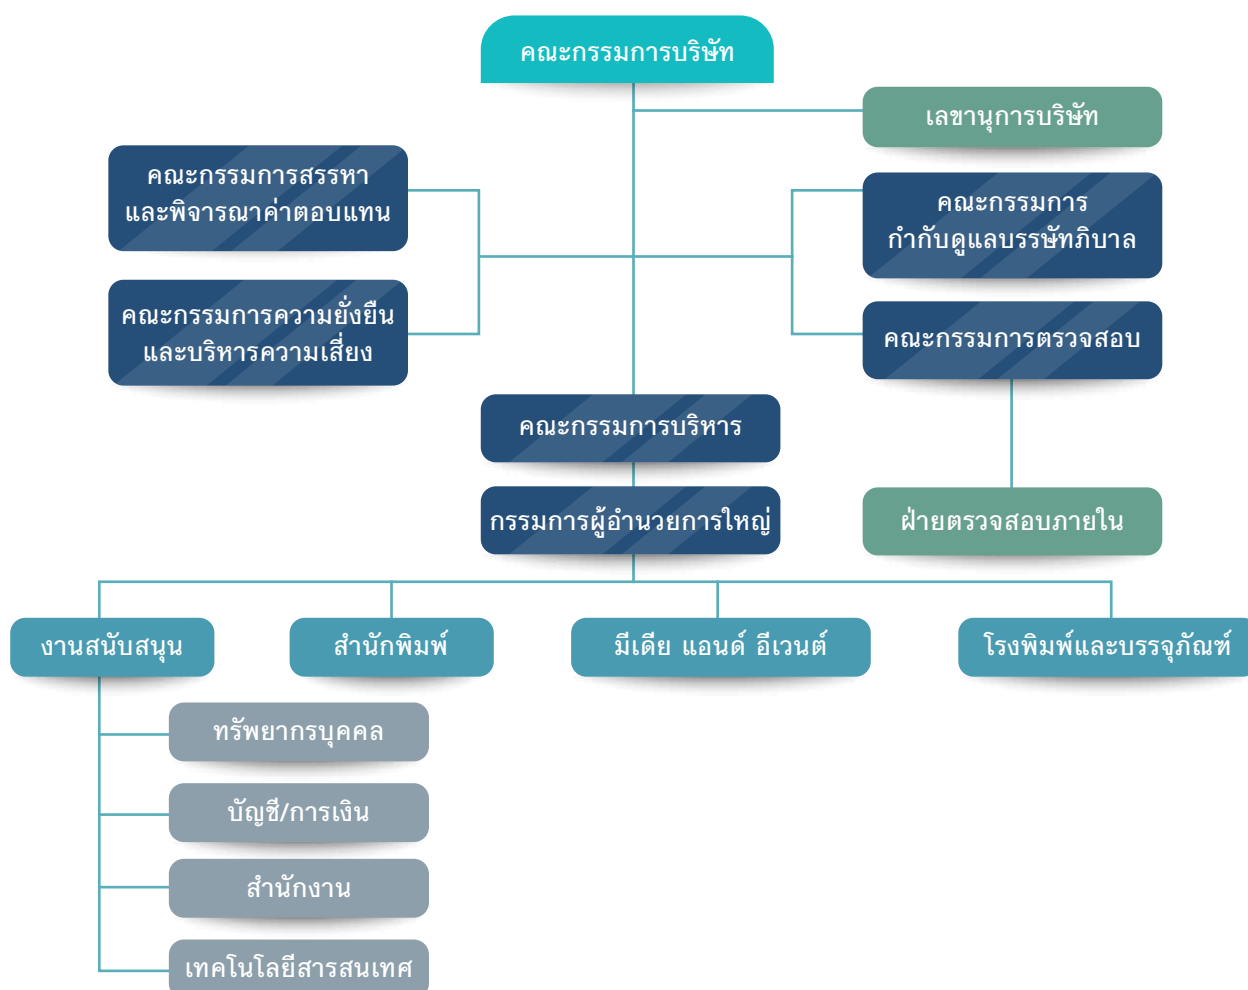 คณะกรรมการบริษัท
เลขานุการบริษัท
คณะกรรมการสรรหา
และพิจารณาค่าตอบแทน
คณะกรรมการ
กำกับดูแลบรรษัทภิบาล
คณะกรรมการความยั่งยืน
และบริหารความเสี่ยง
คณะกรรมการตรวจสอบ
คณะกรรมการบริหาร
กรรมการผู้อำนวยการใหญ่
ฝ่ายตรวจสอบภายใน
งานสนับสนุน
สำนักพิมพ์
มีเดีย แอนด์ อีเวนต์
โรงพิมพ์และบรรจุภัณฑ์
ทรัพยากรบุคคล
บัญชี/การเงิน
สำนักงาน
เทคโนโลยีสารสนเทศ